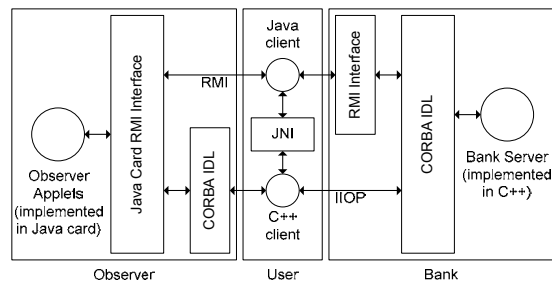 Java
client
Java Card RMI Interface
RMI
RMI Interface
CORBA IDL
JNI
Observer
Applets
(implemented
in Java card)
CORBA IDL
Bank Server
(implemented
in C++)
IIOP
C++
client
Observer
User
Bank